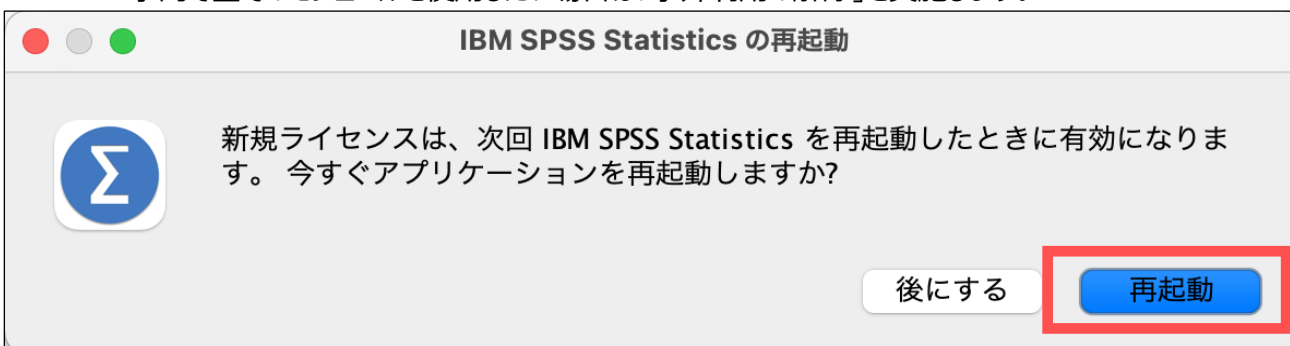 IBM SPSS Statistics の再起動
新規ライセンスは、次回 IBM SPSS Statistics を再起動したときに有効になりま
す。 今すぐアプリケーションを再起動しますか?
後にする
再起動